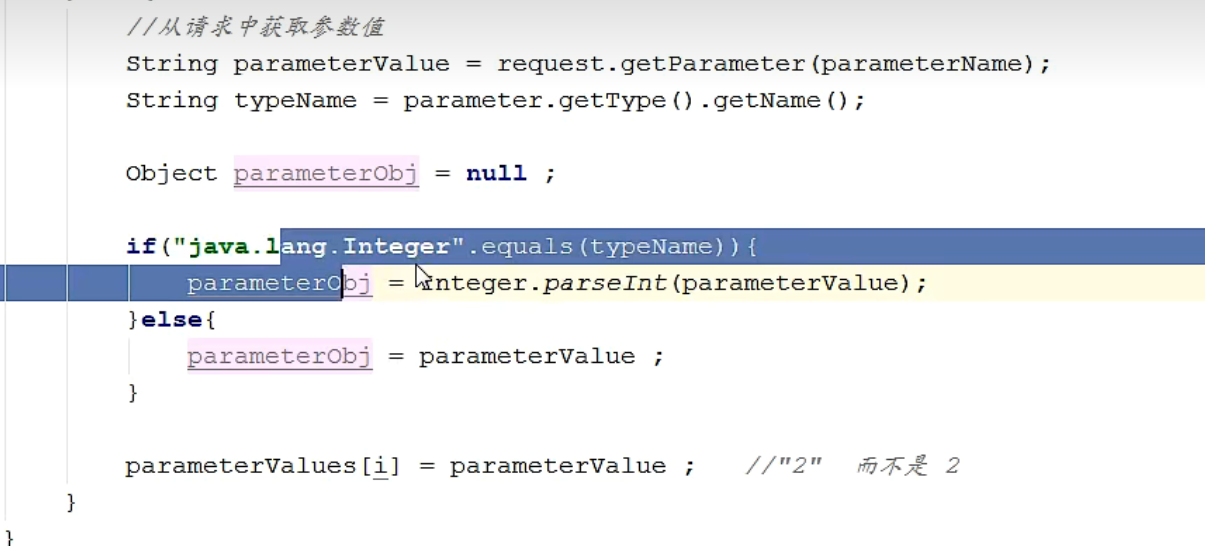 //从请求中获取参数值
String parameterValue = request.getParameter(parameterName);
String typeName = parameter.getType().getName();
Object parameterObj = null ;
if("java.lang.Integer".equals(typeName)){
parameterObj = Integer.parseInt(parameterValue);
}else{
parameterObj = parameterValue ;
}
parameterValues[i] = parameterValue ;   //"2"  而不是 2
}
}